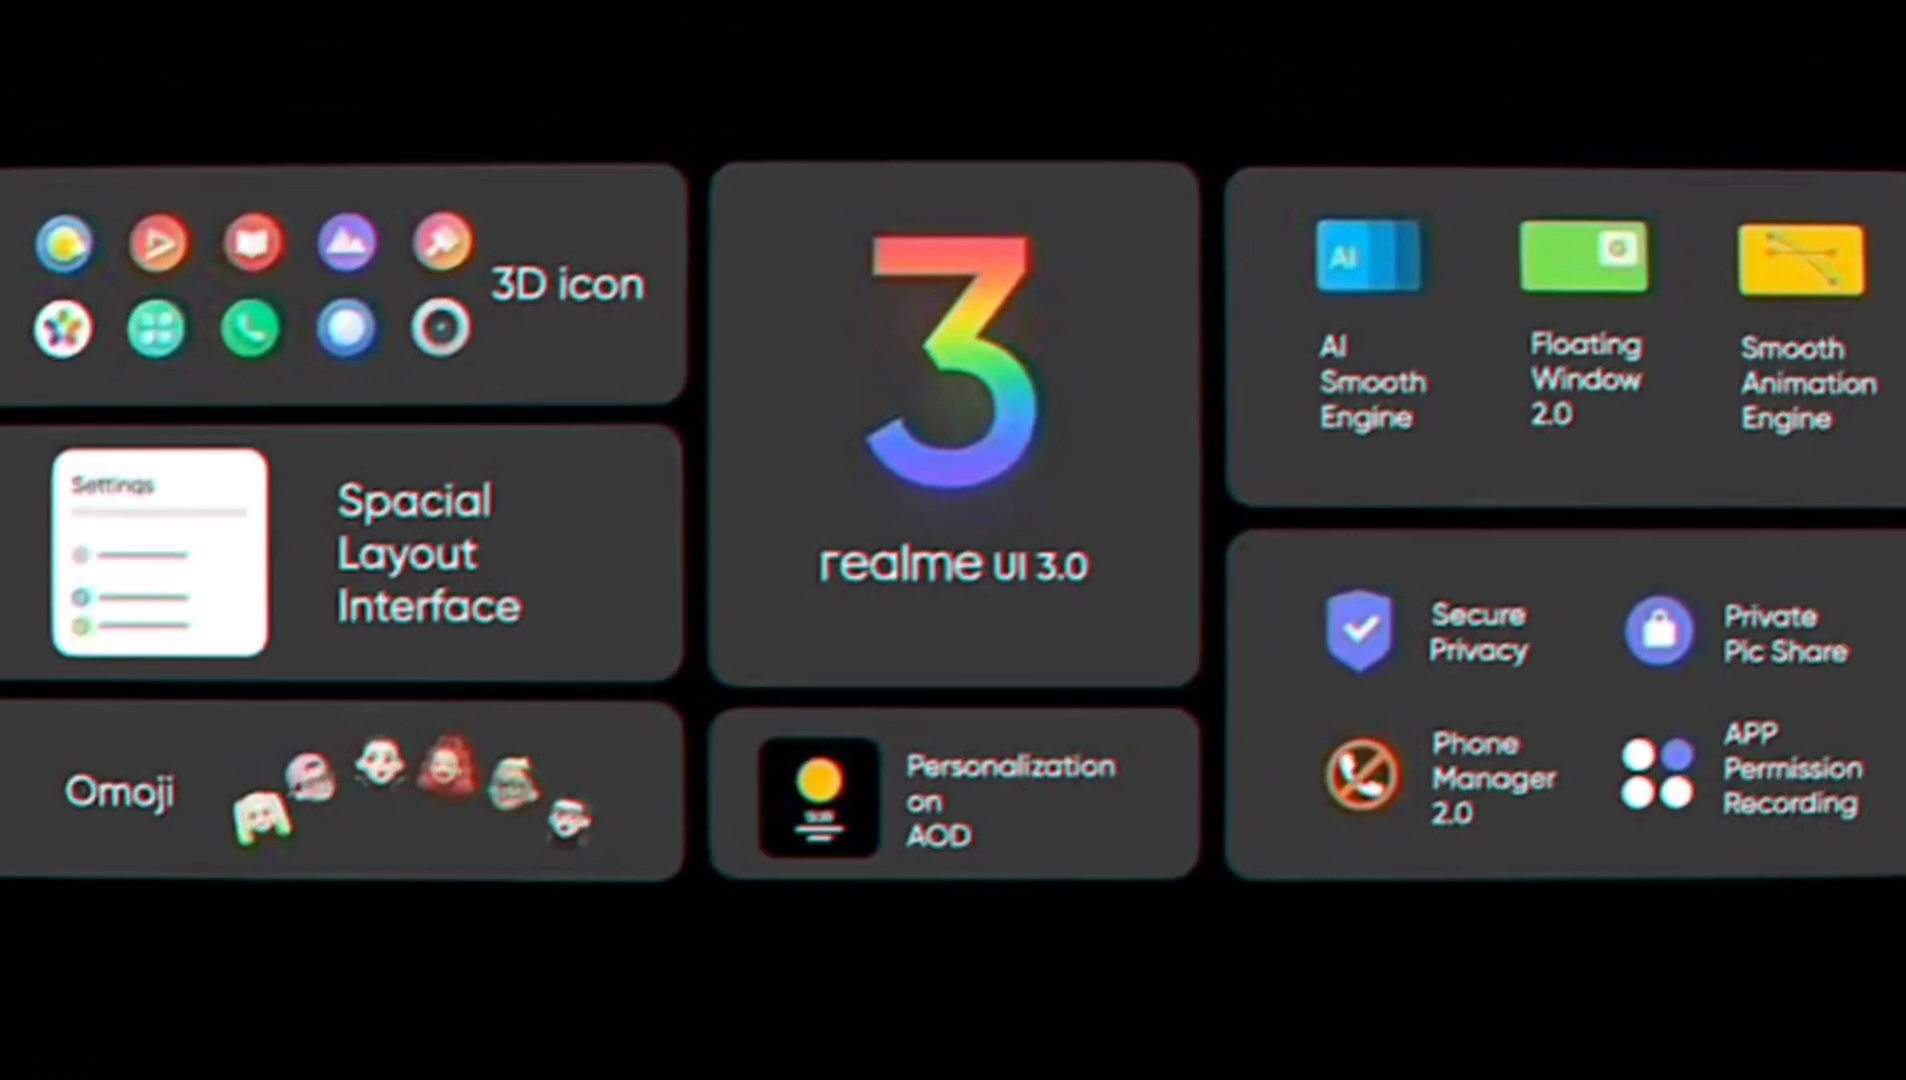 3D icon
Settings
Spacial
Layout
Interface
Omoji
3
realme UI 3.0
Personalization
on
AOD
AI
AI
Smooth
Engine
Floating
Window
2.0
Smooth
Animation
Engine
Secure
Privacy
Private
Pic Share
Phone
Manager
2.0
APP
Permission
Recording